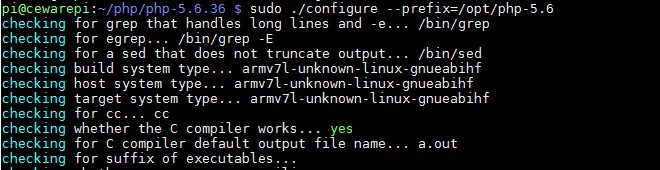 pi@cewarepi:~/php/php-5.6.36 $ sudo ./configure --prefix=/opt/php-5.6
checking for grep that handles long lines and -e... /bin/grep
checking for egrep... /bin/grep -E
checking for a sed that does not truncate output... /bin/sed
checking build system type... armv7l-unknown-linux-gnueabihf
checking host system type... armv7l-unknown-linux-gnueabihf
checking target system type... armv7l-unknown-linux-gnueabihf
checking for cc... cc
checking whether the C compiler works... yes
checking for C compiler default output file name... a.out
checking for suffix of executables...